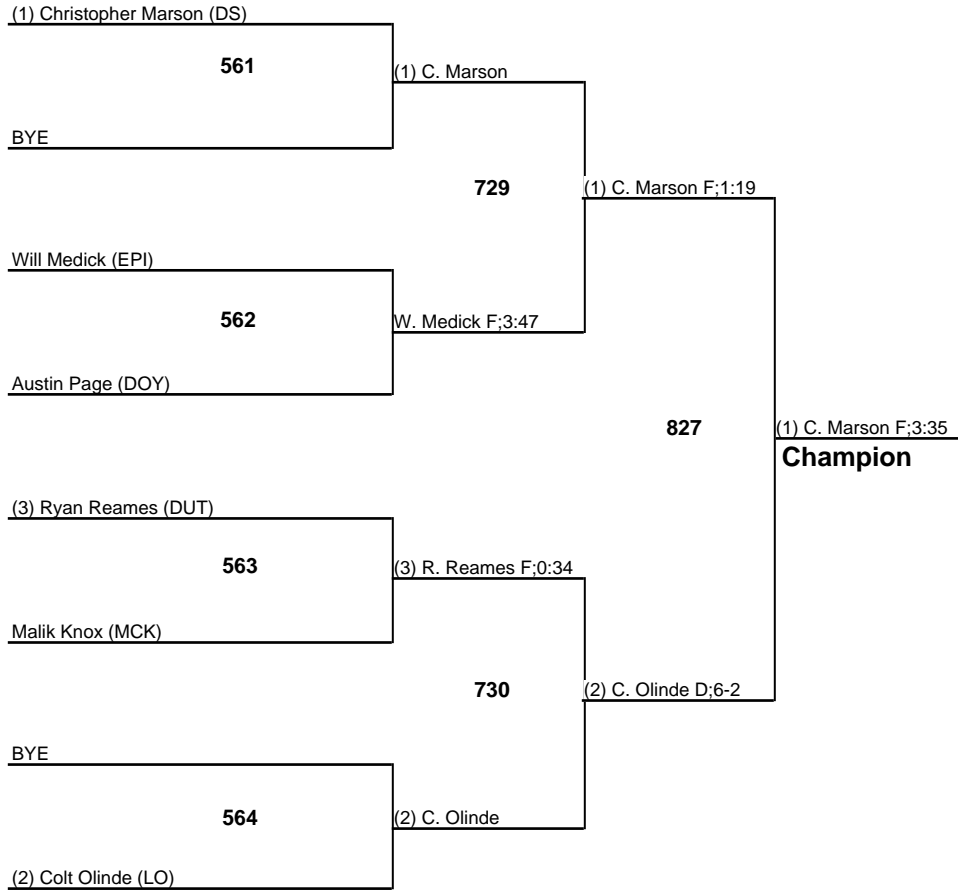 (1) Christopher Marson (DS)
561
(1) C. Marson
BYE
729
(1) C. Marson F;1:19
Will Medick (EPI)
562
W. Medick F;3:47
Austin Page (DOY)
827
(1) C. Marson F;3:35
Champion
(3) Ryan Reames (DUT)
563
(3) R. Reames F;0:34
Malik Knox (MCK)
730
(2) C. Olinde D;6-2
BYE
564
(2) C. Olinde
(2) Colt Olinde (LO)